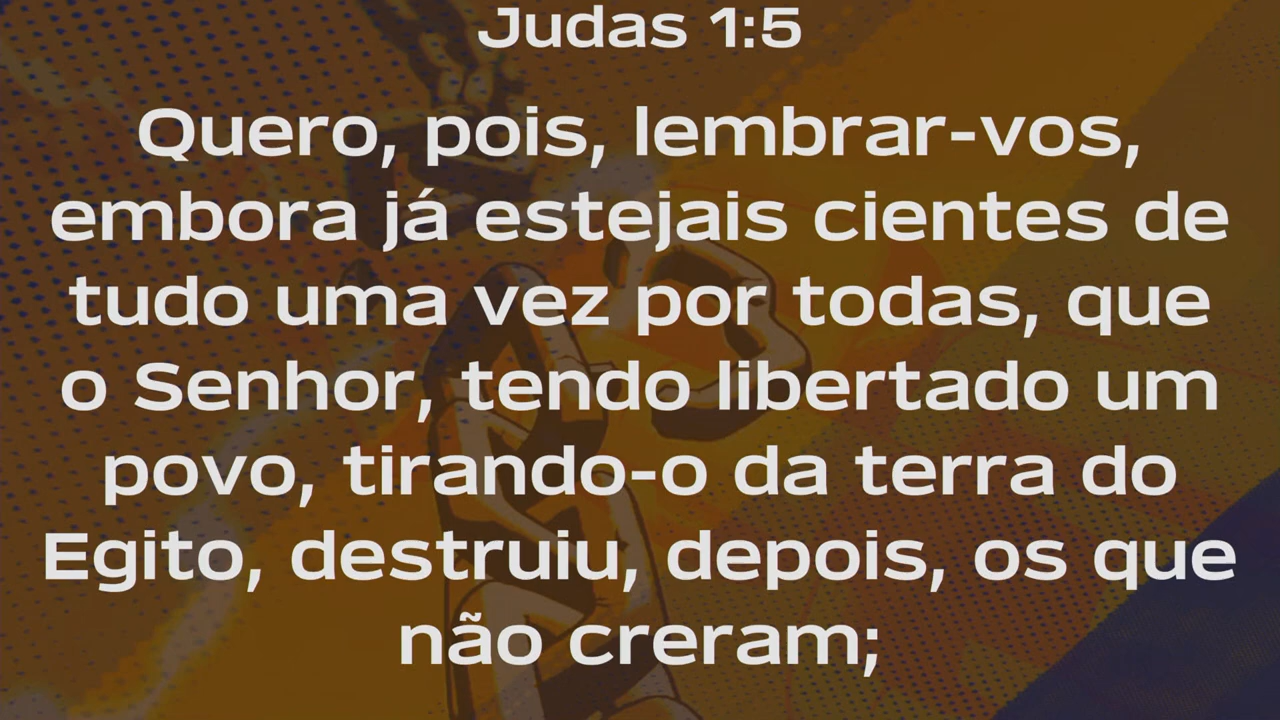 Judas 1:5
Quero, pois, lembrar-vos,
embora já estejais cientes de
tudo uma vez por todas, que
o Senhor, tendo libertado um
povo, tirando-o da terra do
Egito, destruiu, depois, os que
não creram;